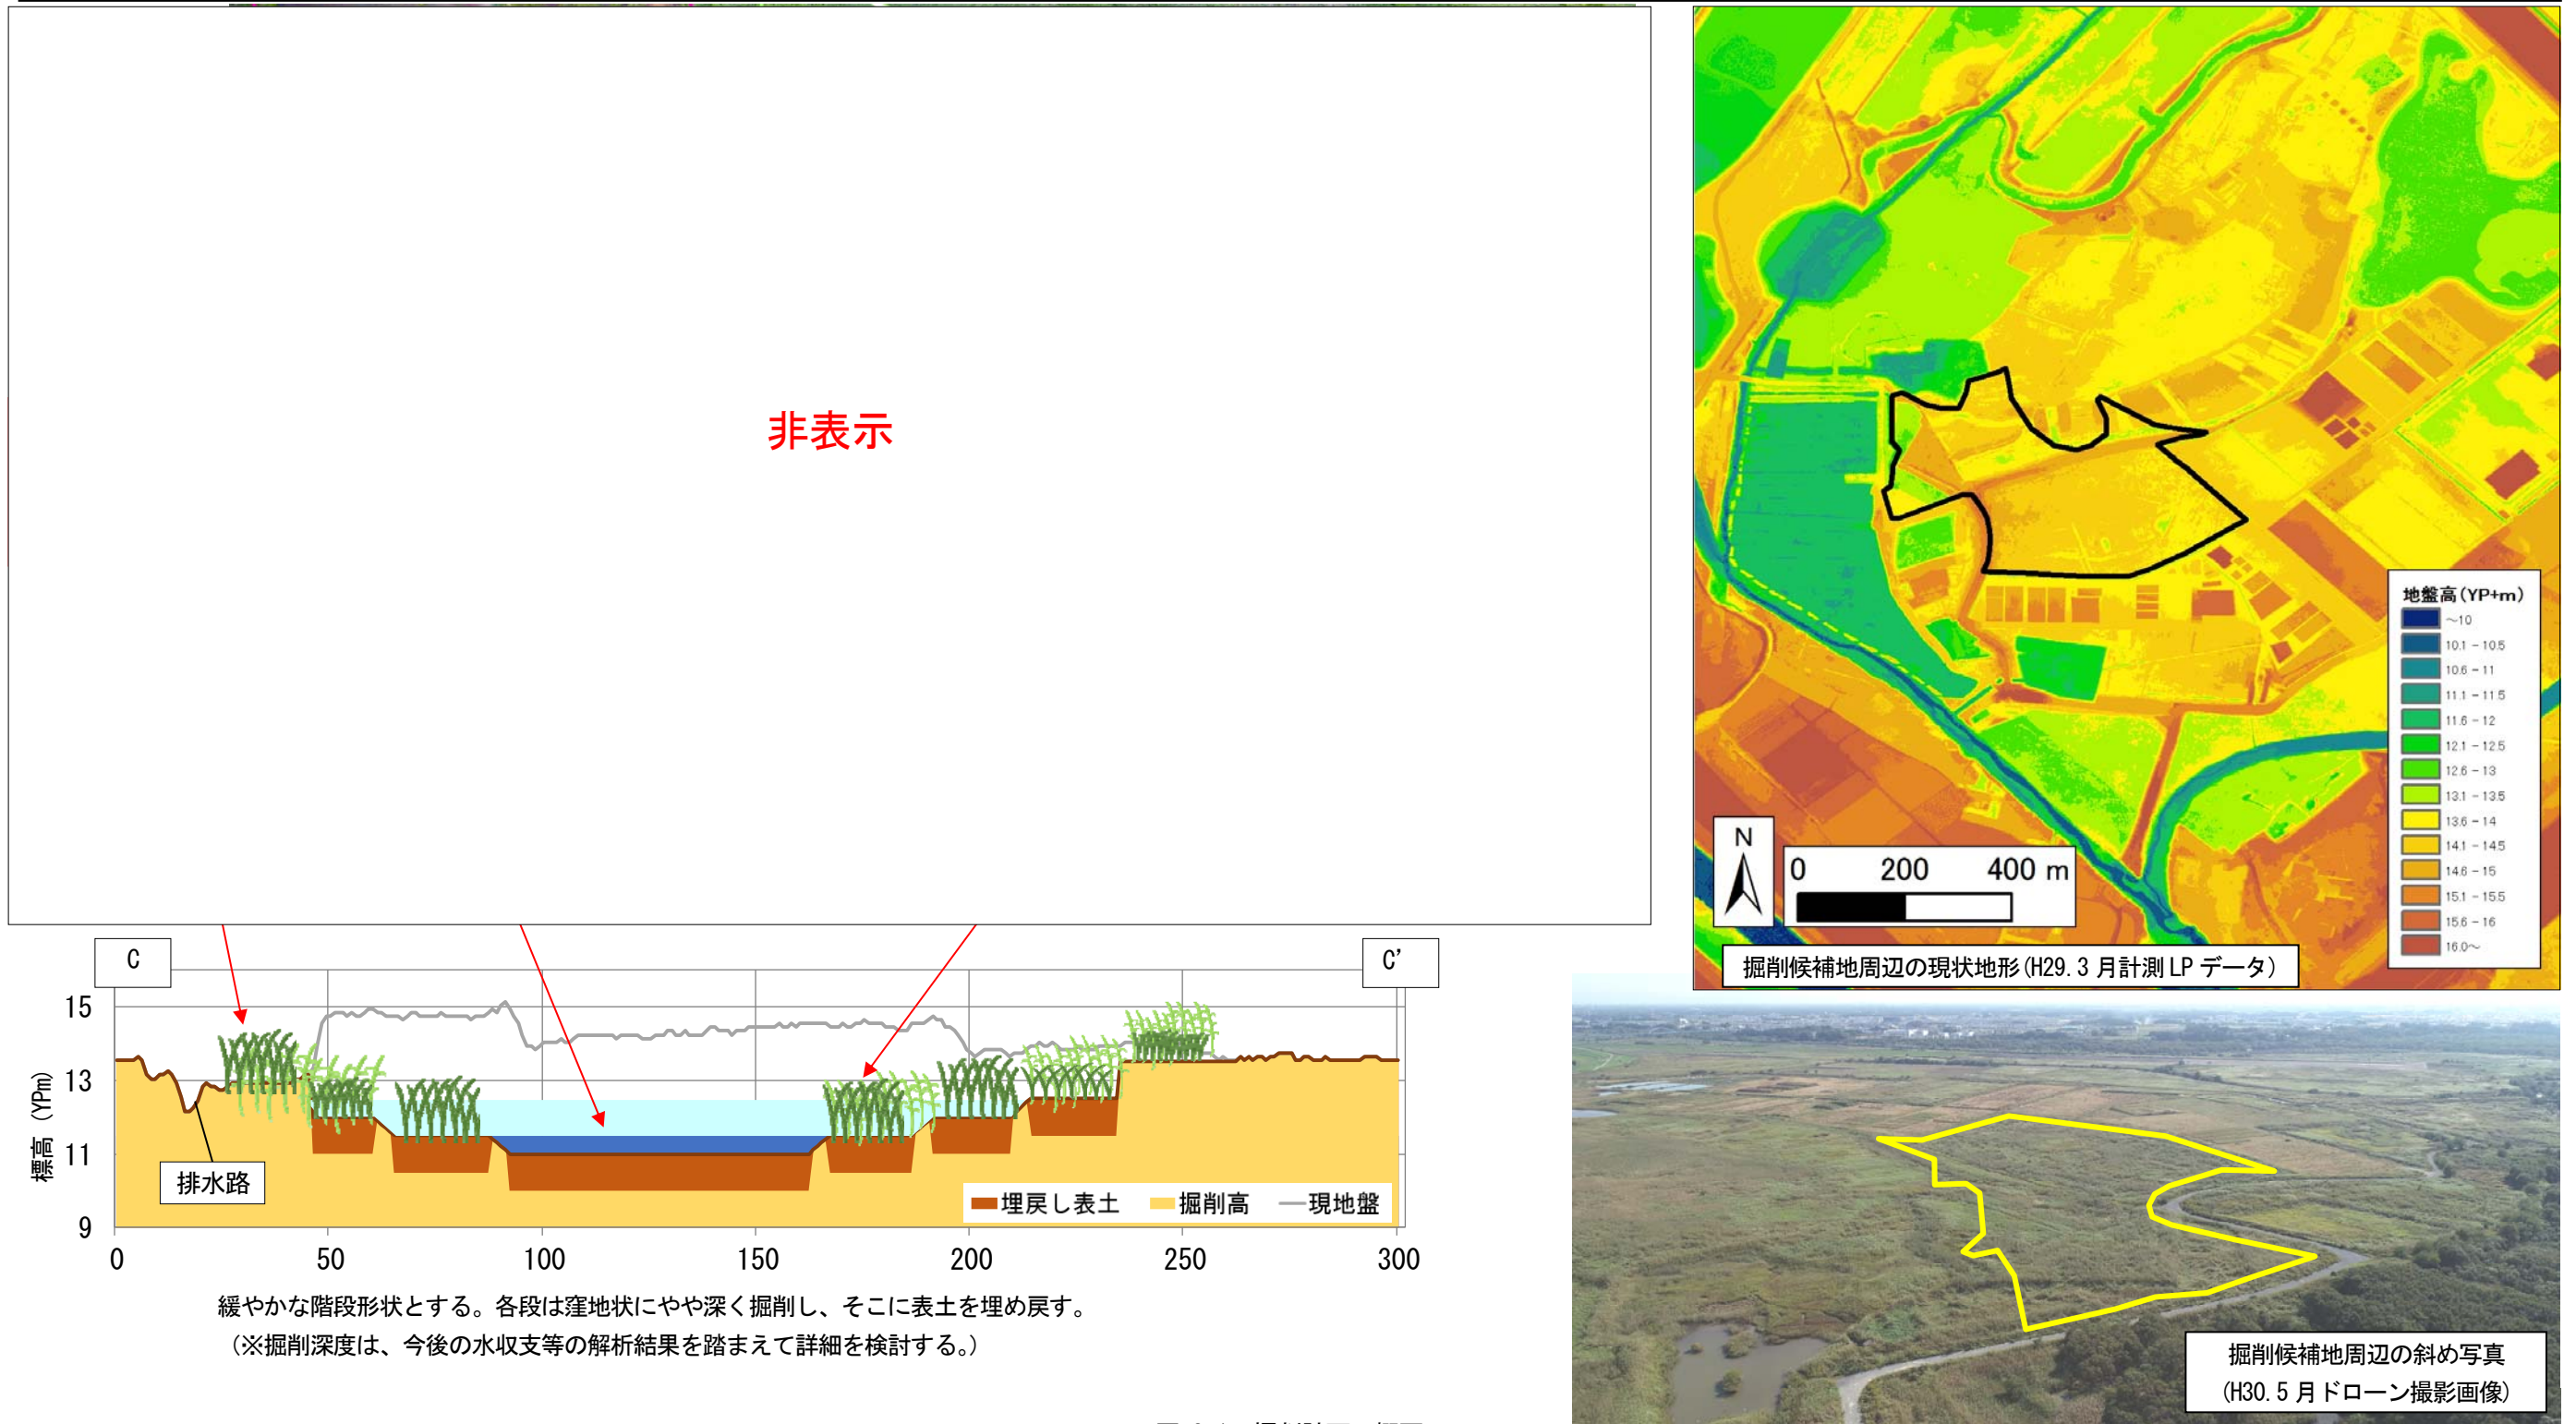 非表示
地盤高(YP+m)
～10
10.1 - 10.5
10.6 - 11
11.1 - 11.5
11.6 - 12
12.1 - 12.5
12.6 - 13
13.1 - 13.5
13.6 - 14
14.1 - 14.5
14.6 - 15
15.1 - 15.5
15.6 - 16
16.0～
N
0 200 400 m
掘削候補地周辺の現状地形(H29.3月計測LPデータ)
C
C'
標高 (YPm)
15
13
11
9
排水路
埋戻し表土 掘削高 現地盤
0 50 100 150 200 250 300
緩やかな階段形状とする。各段は窪地状にやや深く掘削し、そこに表土を埋め戻す。
(※掘削深度は、今後の水収支等の解析結果を踏まえて詳細を検討する。)
掘削候補地周辺の斜め写真
(H30.5月ドローン撮影画像)